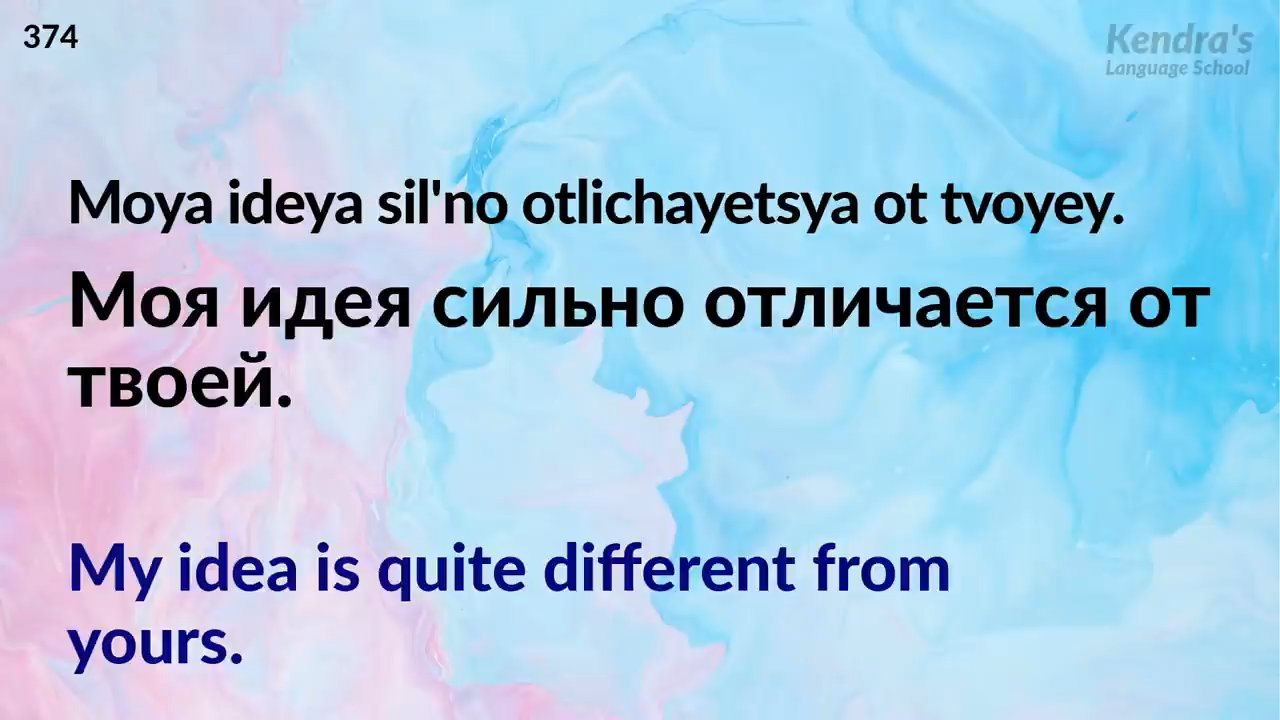 374
Kendra's
Language School
Moya ideya sil'no otlichayetsya ot tvoyey.
Моя идея сильно отличается от
твоей.
My idea is quite different from
yours.